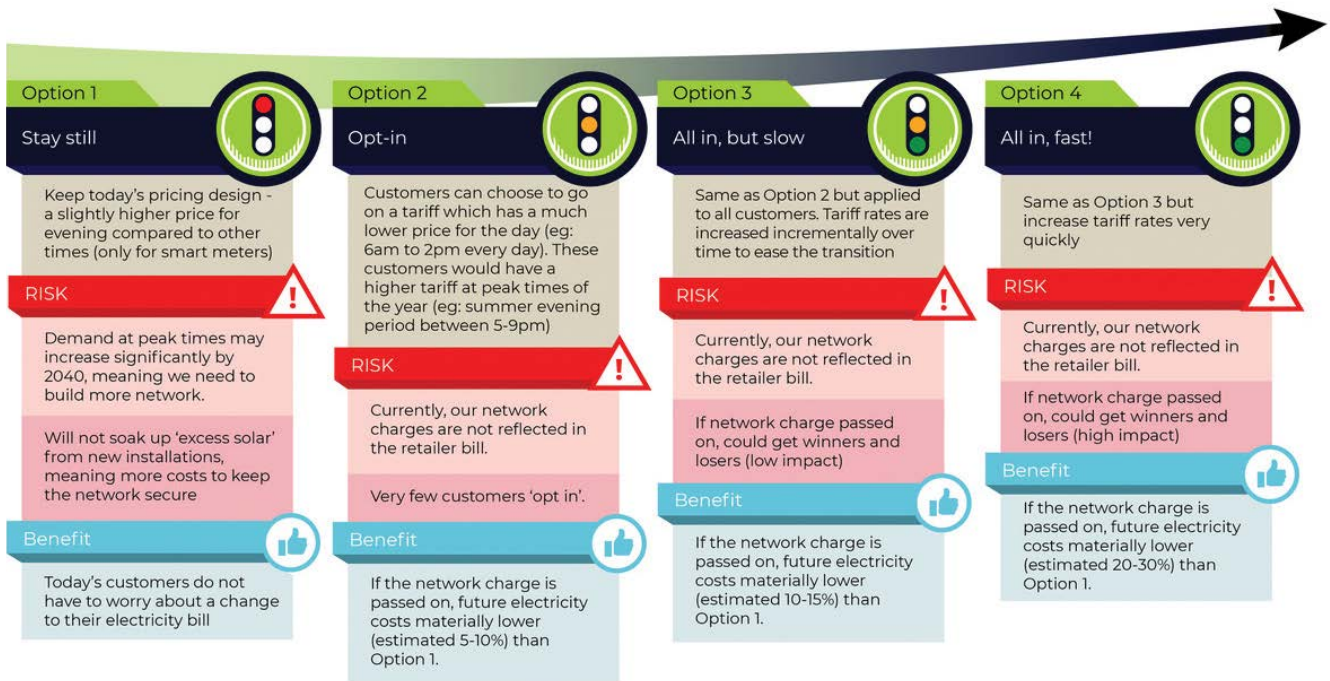 Option 1
Stay still
Keep today's pricing design -
a slightly higher price for
evening compared to other
times (only for smart meters)
RISK
!
Demand at peak times may
increase significantly by
2040, meaning we need to
build more network.
Will not soak up ‘excess solar’
from new installations,
meaning more costs to keep
the network secure
Benefit
Today's customers do not
have to worry about a change
to their electricity bill
Option 2
Opt-in
Customers can choose to go
on a tariff which has a much
lower price for the day (eg:
6am to 2pm every day). These
customers would have a
higher tariff at peak times of
the year (eg: summer evening
period between 5-9pm)
RISK
!
Currently, our network
charges are not reflected in
the retailer bill.
Very few customers ‘opt in’.
Benefit
If the network charge is
passed on, future electricity
costs materially lower
(estimated 5-10%) than
Option 1.
Option 3
All in, but slow
Same as Option 2 but applied
to all customers. Tariff rates are
increased incrementally over
time to ease the transition
RISK
!
Currently, our network
charges are not reflected in
the retailer bill.
If network charge passed
on, could get winners and
losers (low impact)
Benefit
If the network charge is
passed on, future electricity
costs materially lower
(estimated 10-15%) than
Option 1.
Option 4
All in, fast!
Same as Option 3 but
increase tariff rates very
quickly
RISK
!
Currently, our network
charges are not reflected in
the retailer bill.
If network charge passed
on, could get winners and
losers (high impact)
Benefit
If the network charge is
passed on, future electricity
costs materially lower
(estimated 20-30%) than
Option 1.